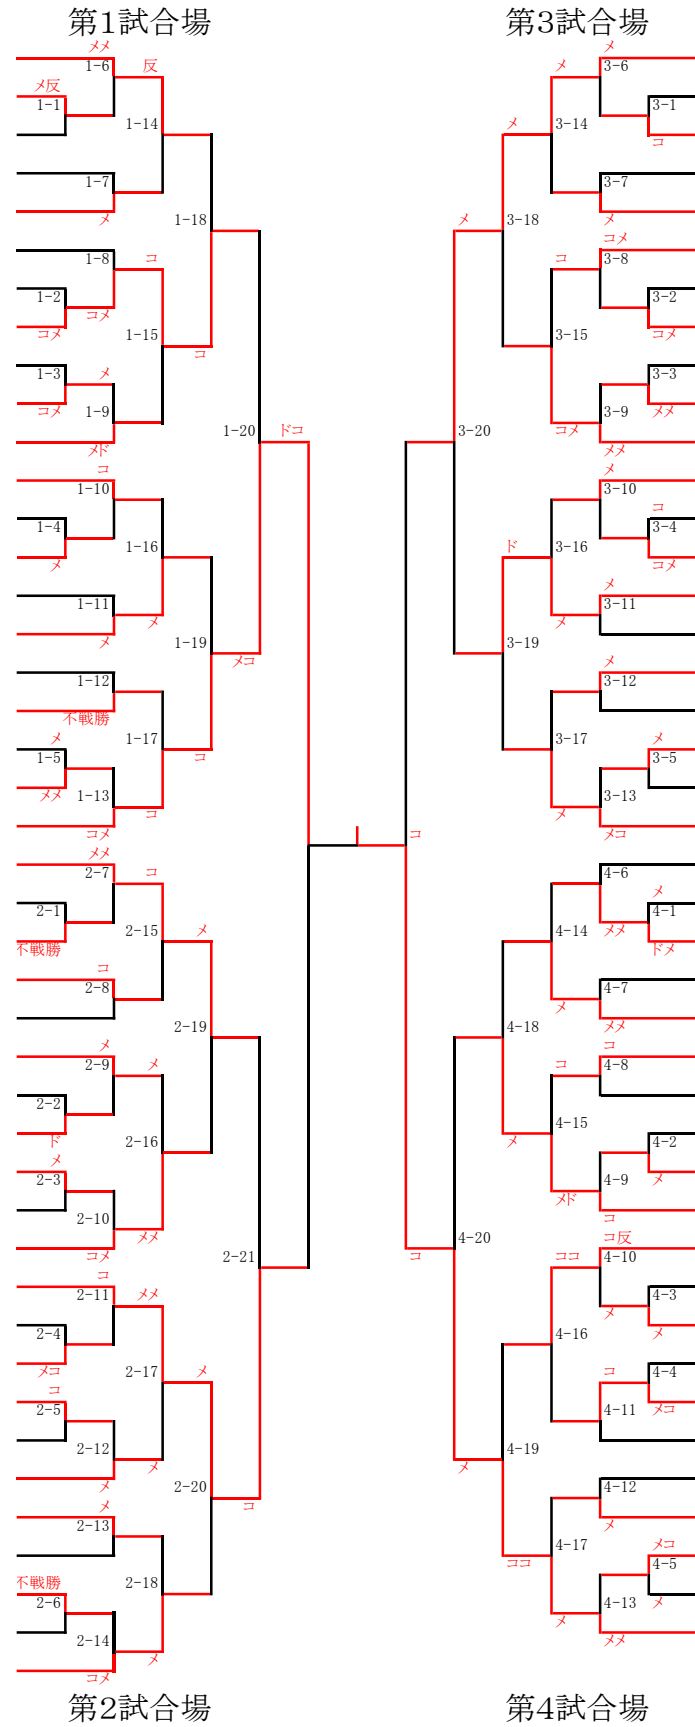 第1試合場
メメ
1-6
反
メ反
1-1
1-14
1-7
メ
1-18
1-8
コ
1-2
コメ
コメ
1-15
コ
1-3
メ
コメ
1-9
メド
1-20
ドコ
コ
1-10
1-4
メ
1-16
1-11
メ
メ
1-19
メコ
1-12
不戦勝
メ
1-17
1-5
コ
メメ
1-13
コ
コメ
メメ
2-7
コ
2-1
不戦勝
2-15
メ
コ
2-8
2-19
メ
2-9
メ
2-2
ド
2-16
メ
2-3
2-10
メメ
コメ
2-21
コ
2-11
メメ
2-4
メコ
2-17
メ
コ
2-5
2-12
メ
メ
2-20
コ
メ
2-13
不戦勝
2-18
2-6
2-14
メ
コメ
第2試合場
第3試合場
メ
3-6
メ
3-1
メ
3-14
コ
3-7
メ
メ
3-18
コメ
3-8
コ
3-2
コメ
3-15
3-3
メメ
3-9
コメ
メメ
3-20
メ
3-10
コ
3-4
ド
3-16
コメ
メ
3-11
メ
3-19
メ
3-12
メ
3-17
3-5
3-13
メ
メコ
コ
4-6
メ
4-1
メメ
4-14
ドメ
4-7
メ
メメ
4-18
コ
4-8
コ
4-15
4-2
メ
メ
4-9
メド
コ
4-20
コ
コ反
4-10
ココ
4-3
メ
メ
4-16
コ
4-4
メコ
4-11
4-19
メ
4-12
メ
メコ
4-17
4-5
ココ
メ
4-13
メ
メメ
第4試合場